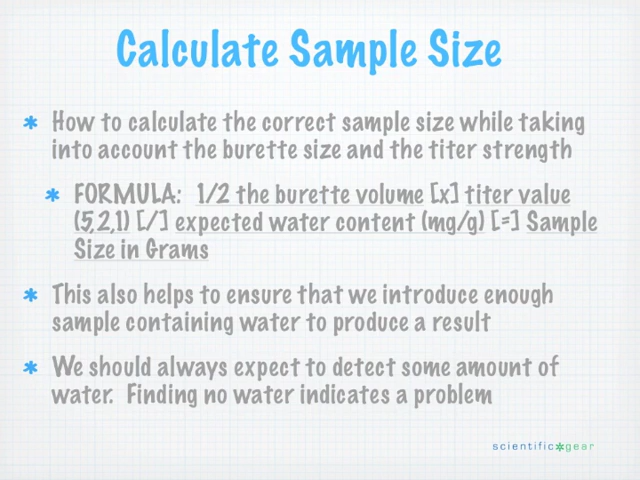 Calculate Sample Size
How to calculate the correct sample size while taking
into account the burette size and the titer strength
FORMULA: 1/2 the burette volume [x] titer value
(5,2,1) [/] expected water content (mg/g) [=] Sample
Size in Grams
This also helps to ensure that we introduce enough
sample containing water to produce a result
We should always expect to detect some amount of
water. Finding no water indicates a problem
scientific*gear